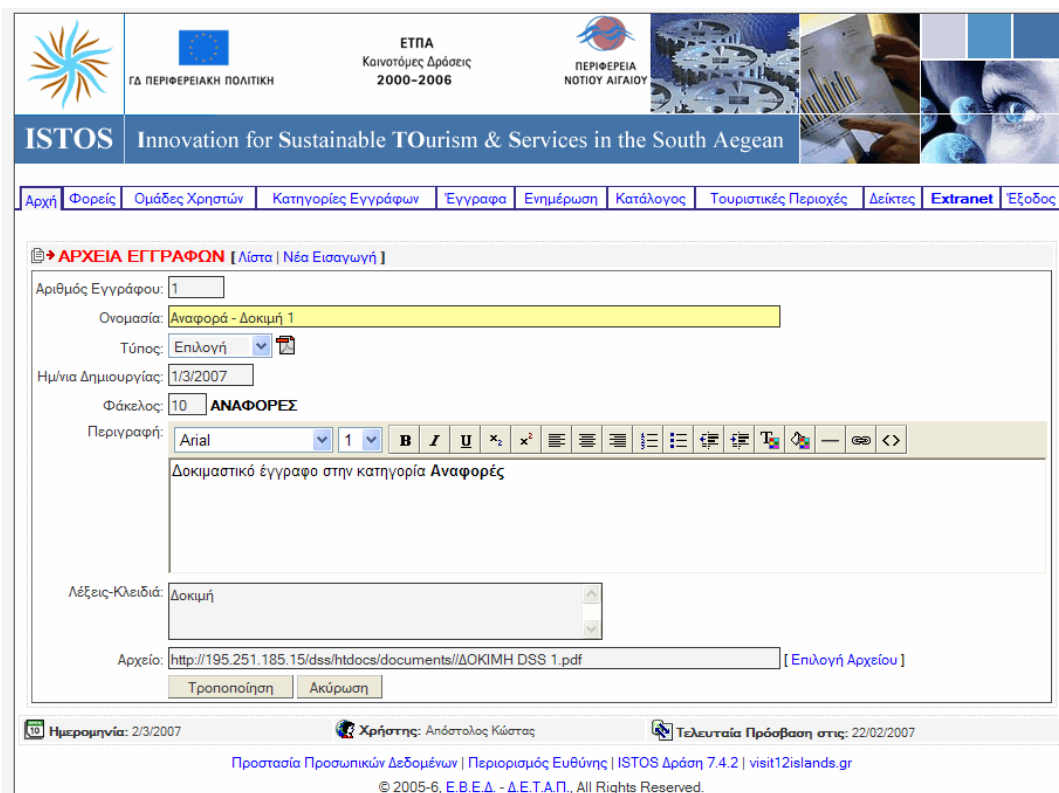 ΕΤΠΑ
Καινοτόμες Δράσεις
2000-2006
ΓΔ ΠΕΡΙΦΕΡΕΙΑΚΗ ΠΟΛΙΤΙΚΗ
ΠΕΡΙΦΕΡΕΙΑ
ΝΟΤΙΟΥ ΑΙΓΑΙΟΥ
ISTOS Innovation for Sustainable TOurism & Services in the South Aegean
Αρχή Φορείς Ομάδες Χρηστών Κατηγορίες Εγγράφων Έγγραφα Ενημέρωση Κατάλογος Τουριστικές Περιοχές Δείκτες Extranet Έξοδος
ΑΡΧΕΙΑ ΕΓΓΡΑΦΩΝ [ Λίστα | Νέα Εισαγωγή ]
Αριθμός Εγγράφου: 1
Ονομασία: Αναφορά - Δοκιμή 1
Τύπος: Επιλογή
Ημ/νια Δημιουργίας: 1/3/2007
Φάκελος: 10 ΑΝΑΦΟΡΕΣ
Περιγραφή: Arial 1 B I U x₂ x²
Δοκιμαστικό έγγραφο στην κατηγορία Αναφορές
Λέξεις-Κλειδιά: Δοκιμή
Αρχείο: http://195.251.185.15/dss/htdocs/documents//ΔΟΚΙΜΗ DSS 1.pdf [ Επιλογή Αρχείου ]
Τροποποίηση Ακύρωση
10 Ημερομηνία: 2/3/2007 Χρήστης: Απόστολος Κώστας Τελευταία Πρόσβαση στις: 22/02/2007
Προστασία Προσωπικών Δεδομένων | Περιορισμός Ευθύνης | ISTOS Δράση 7.4.2 | visit12islands.gr
© 2005-6, Ε.Β.Ε.Δ. - Δ.Ε.Τ.Α.Π., All Rights Reserved.